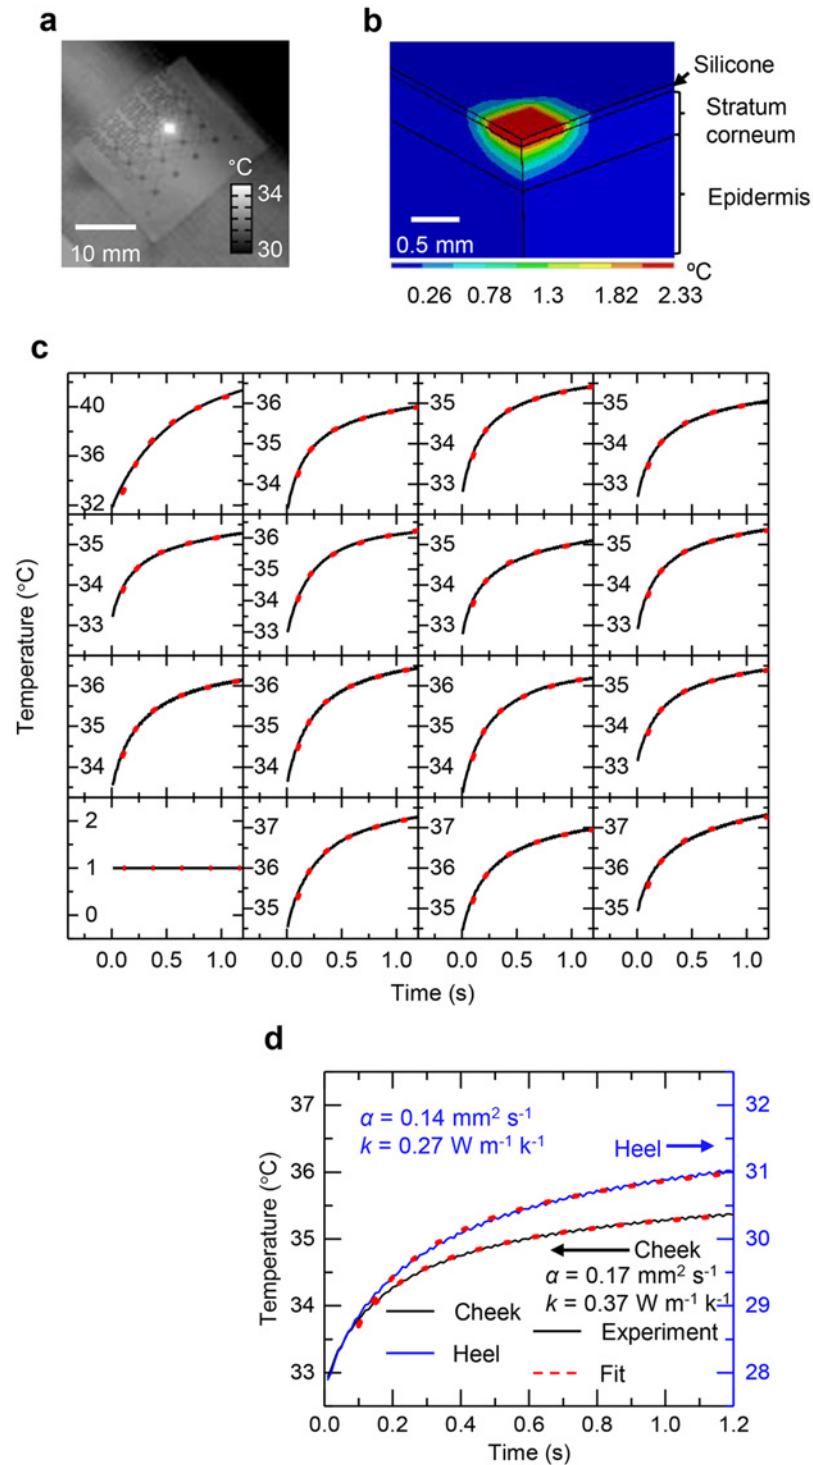 a
°C
34
30
10 mm
b
Silicone
Stratum
corneum
Epidermis
0.5 mm
ºC
0.26 0.78 1.3 1.82 2.33
c
Temperature (°C)
40
36
32
36
35
34
35
34
33
35
34
33
35
34
33
36
35
34
33
35
34
33
35
34
33
36
35
34
36
35
34
36
35
34
35
34
33
2
1
0
37
36
35
37
36
35
37
36
35
0.0 0.5 1.0 0.0 0.5 1.0 0.0 0.5 1.0 0.0 0.5 1.0
Time (s)
d
Temperature (°C)
37
36
35
34
33
32
31
30
29
28
α = 0.14 mm² s⁻¹
k = 0.27 W m⁻¹ k⁻¹
Heel
Cheek
α = 0.17 mm² s⁻¹
k = 0.37 W m⁻¹ k⁻¹
Cheek
Heel
Experiment
Fit
0.0 0.2 0.4 0.6 0.8 1.0 1.2
Time (s)